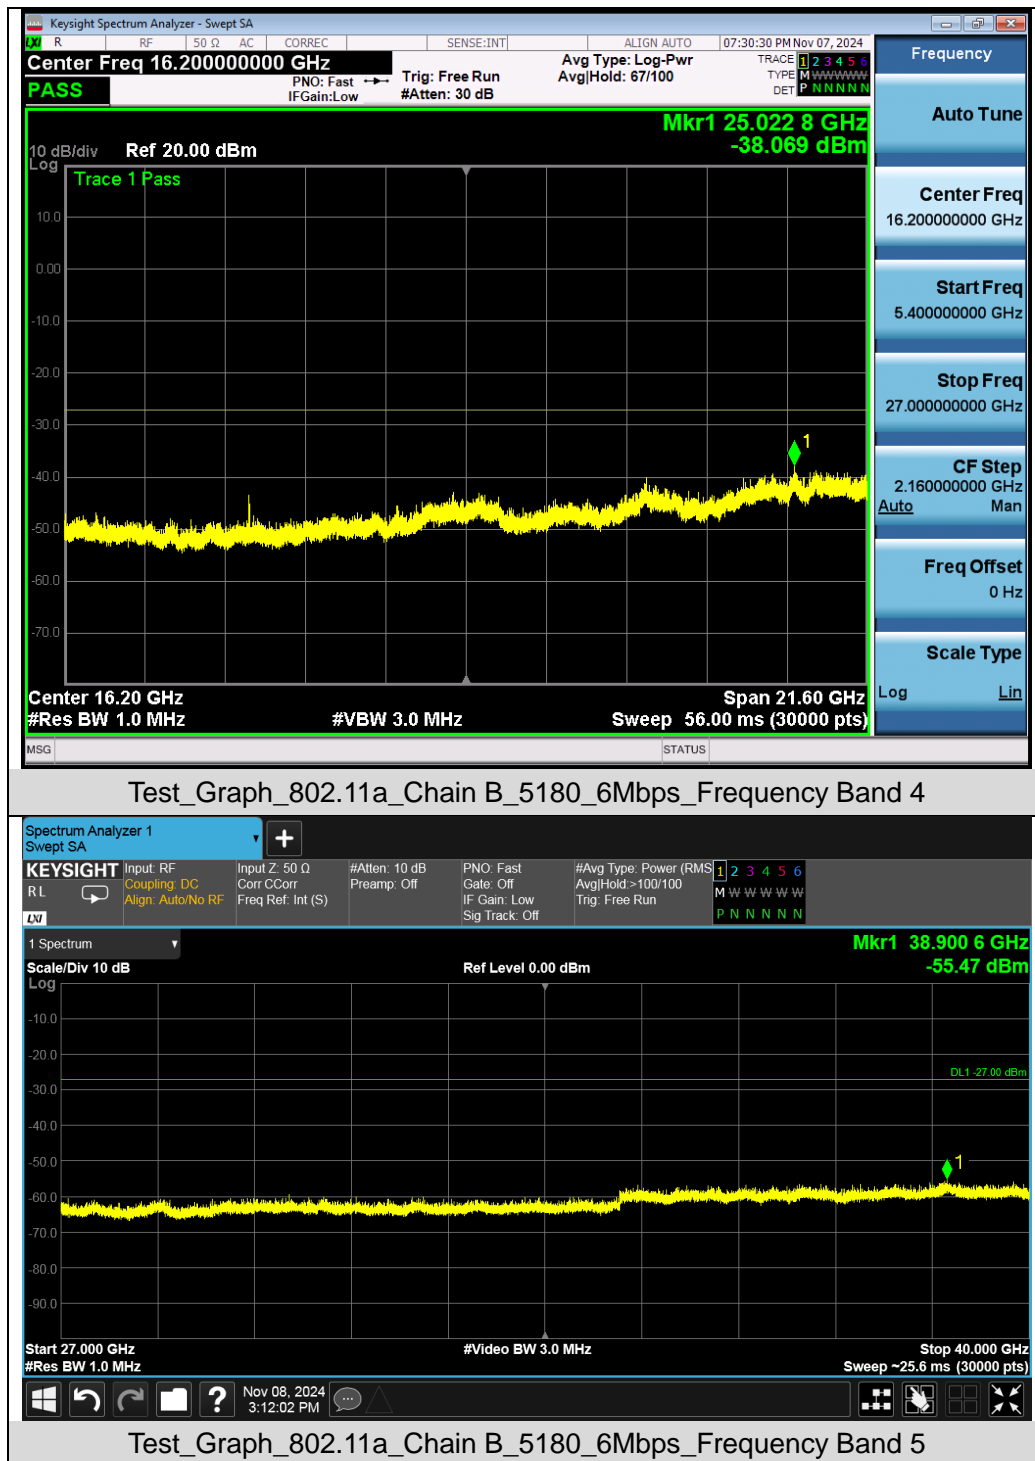 Keysight Spectrum Analyzer - Swept SA
LXI R RF 50 Ω AC CORREC SENSE:INT ALIGN AUTO 07:30:30 PM Nov 07, 2024
Center Freq 16.200000000 GHz
PASS
PNO: Fast
IFGain:Low
Trig: Free Run
#Atten: 30 dB
Avg Type: Log-Pwr
Avg|Hold: 67/100
TRACE 1 2 3 4 5 6
TYPE M W W W W W
DET P N N N N N
Mkr1 25.022 8 GHz
-38.069 dBm
10 dB/div Ref 20.00 dBm
Log
Trace 1 Pass
10.0
0.00
-10.0
-20.0
-30.0
-40.0
-50.0
-60.0
-70.0
1
Center 16.20 GHz Span 21.60 GHz
#Res BW 1.0 MHz #VBW 3.0 MHz Sweep 56.00 ms (30000 pts)
MSG STATUS
Frequency
Auto Tune
Center Freq
16.200000000 GHz
Start Freq
5.400000000 GHz
Stop Freq
27.000000000 GHz
CF Step
2.160000000 GHz
Auto Man
Freq Offset
0 Hz
Scale Type
Log Lin
Test_Graph_802.11a_Chain B_5180_6Mbps_Frequency Band 4
Spectrum Analyzer 1
Swept SA
+
KEYSIGHT
RL
LXI
Input: RF
Coupling: DC
Align: Auto/No RF
Input Z: 50 Ω
Corr CCorr
Freq Ref: Int (S)
#Atten: 10 dB
Preamp: Off
PNO: Fast
Gate: Off
IF Gain: Low
Sig Track: Off
#Avg Type: Power (RMS
Avg|Hold:>100/100
Trig: Free Run
1 2 3 4 5 6
M W W W W W
P N N N N N
1 Spectrum
Mkr1 38.900 6 GHz
-55.47 dBm
Scale/Div 10 dB Ref Level 0.00 dBm
Log
-10.0
-20.0
-30.0
-40.0
-50.0
-60.0
-70.0
-80.0
-90.0
DL1 -27.00 dBm
1
Start 27.000 GHz #Video BW 3.0 MHz Stop 40.000 GHz
#Res BW 1.0 MHz Sweep ~25.6 ms (30000 pts)
?
Nov 08, 2024
3:12:02 PM
Test_Graph_802.11a_Chain B_5180_6Mbps_Frequency Band 5